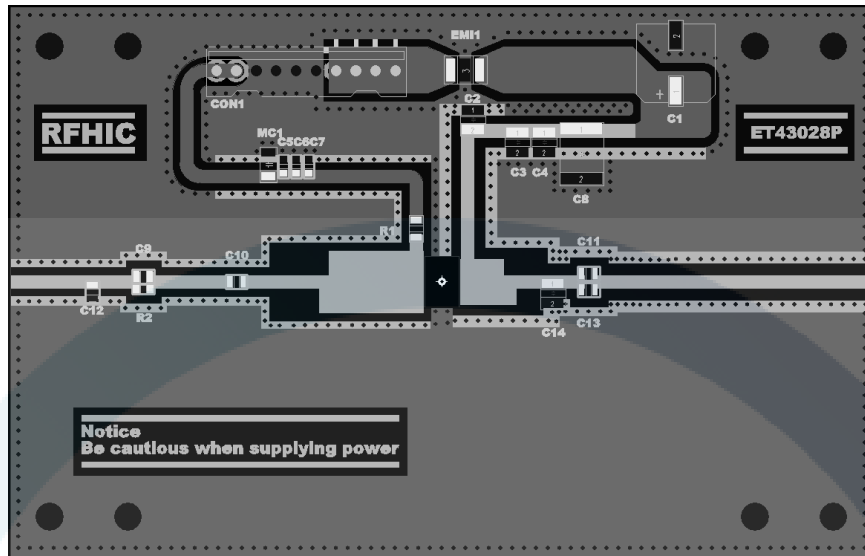 EMI1
C2
CON1
C1
MC1
C5C6C7
RFHIC
ET43028P
C3 C4
C8
R1
C9
C10
C11
C12
R2
C14
C13
Notice
Be cautious when supplying power